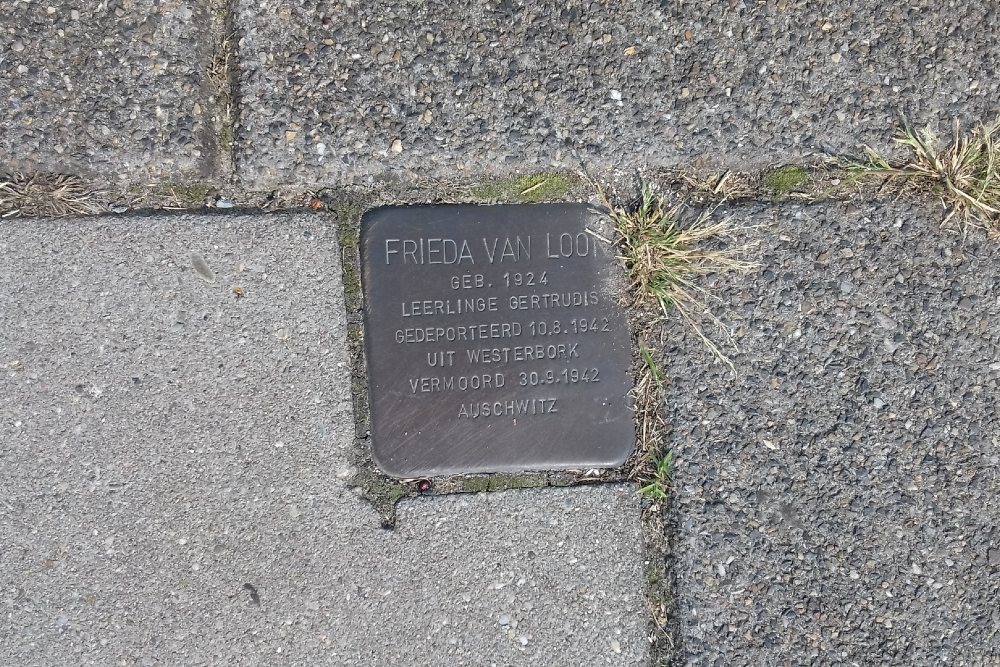 FRIEDA VAN LOON
GEB. 1924
LEERLINGE GERTRUDIS
GEDEPORTEERD 10.8.1942
UIT WESTERBORK
VERMOORD 30.9.1942
AUSCHWITZ